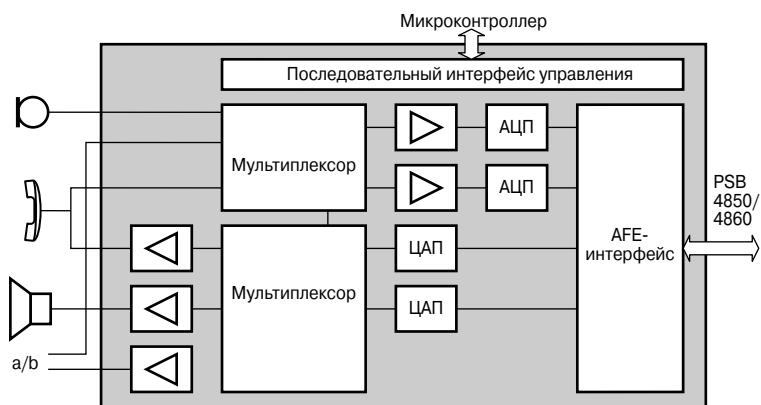 Микроконтроллер
Последовательный интерфейс управления
Мультиплексор
АЦП
АЦП
Мультиплексор
ЦАП
ЦАП
AFE-
интерфейс
PSB
4850/
4860
a/b